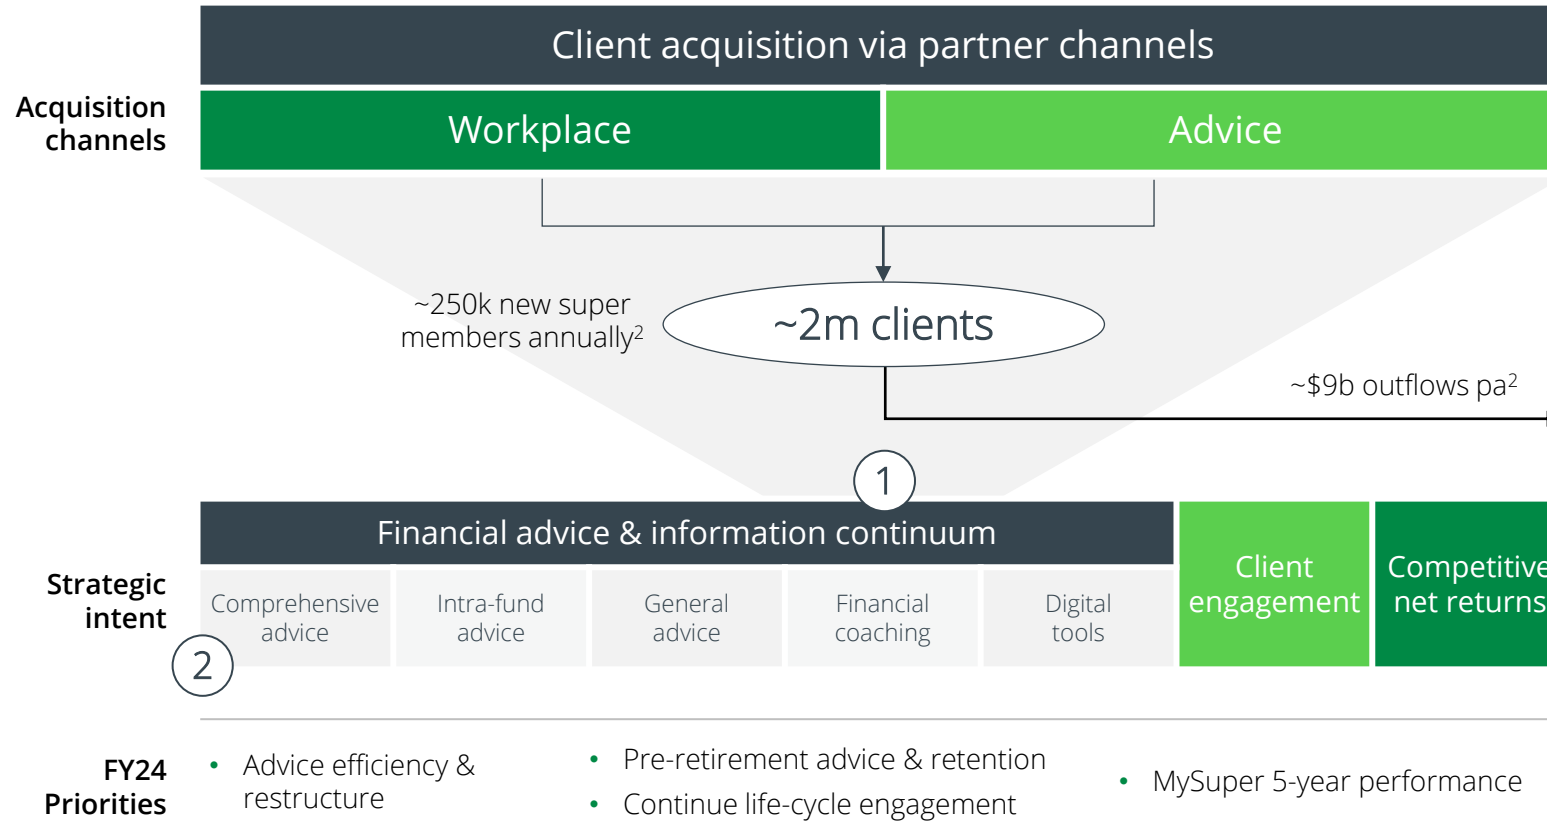 Client acquisition via partner channels
Acquisition
channels
Workplace
Advice
~250k new super
members annually2
~2m clients
~$9b outflows pa2
1
Financial advice & information continuum
Strategic
intent
Comprehensive
advice
Intra-fund
advice
General
advice
Financial
coaching
Digital
tools
Client
engagement
Competitive
net returns
2
FY24
Priorities
• Advice efficiency &
restructure
• Pre-retirement advice & retention
• Continue life-cycle engagement
• MySuper 5-year performance